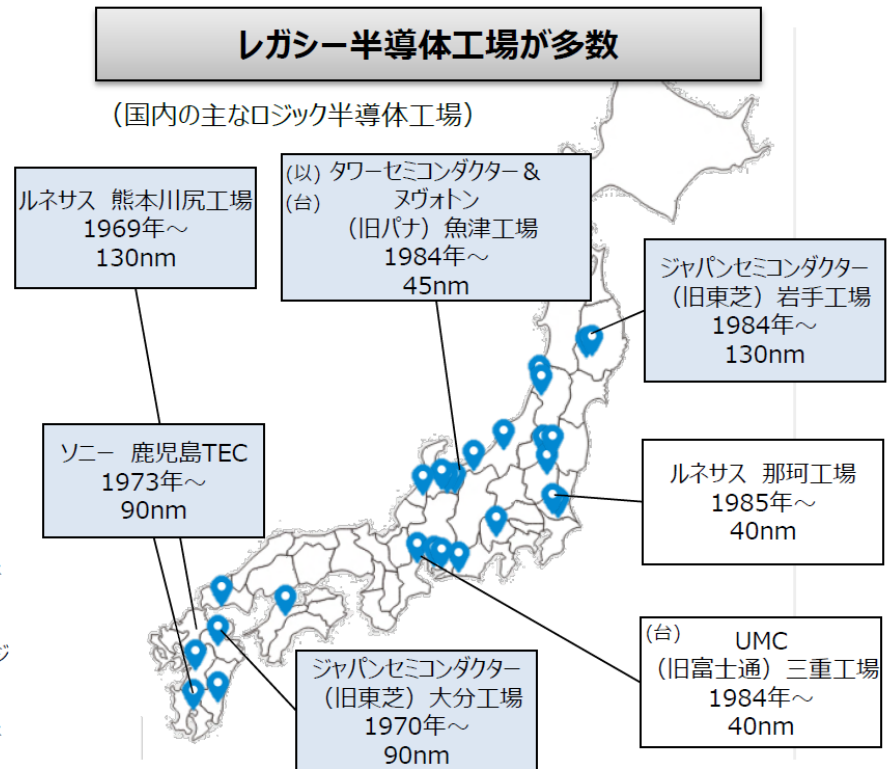 レガシー半導体工場が多数
（国内の主なロジック半導体工場）
ルネサス 熊本川尻工場
1969年～
130nm
(以) タワーセミコンダクター＆
(台) ヌヴォトン
（旧パナ）魚津工場
1984年～
45nm
ジャパンセミコンダクター
（旧東芝）岩手工場
1984年～
130nm
ソニー 鹿児島TEC
1973年～
90nm
ルネサス 那珂工場
1985年～
40nm
ジャパンセミコンダクター
（旧東芝）大分工場
1970年～
90nm
(台) UMC
（旧富士通）三重工場
1984年～
40nm
ジ